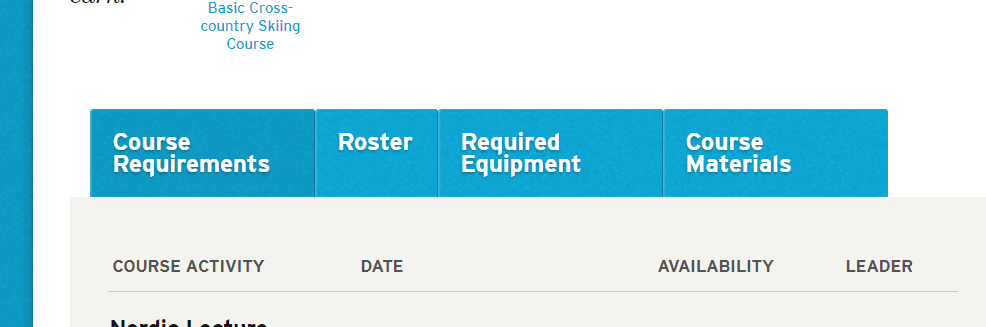 earn.
Basic Cross-
country Skiing
Course
Course
Requirements
Roster
Required
Equipment
Course
Materials
COURSE ACTIVITY
DATE
AVAILABILITY
LEADER
Nordic Lecture